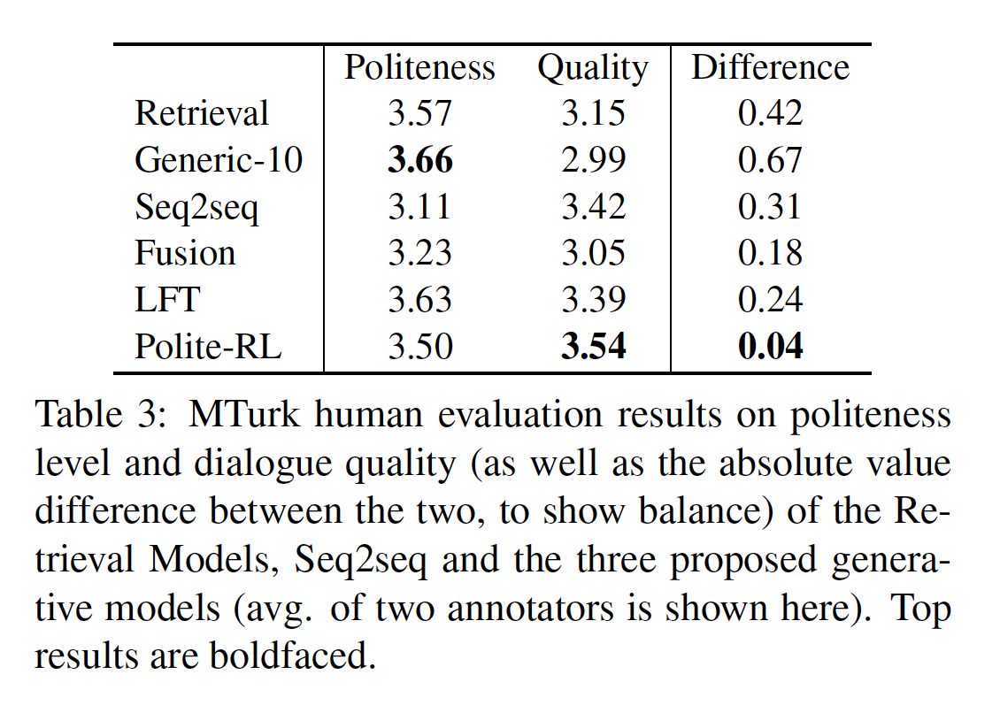 Politeness Quality Difference
Retrieval 3.57 3.15 0.42
Generic-10 3.66 2.99 0.67
Seq2seq 3.11 3.42 0.31
Fusion 3.23 3.05 0.18
LFT 3.63 3.39 0.24
Polite-RL 3.50 3.54 0.04
Table 3: MTurk human evaluation results on politeness
level and dialogue quality (as well as the absolute value
difference between the two, to show balance) of the Re-
trieval Models, Seq2seq and the three proposed genera-
tive models (avg. of two annotators is shown here). Top
results are boldfaced.